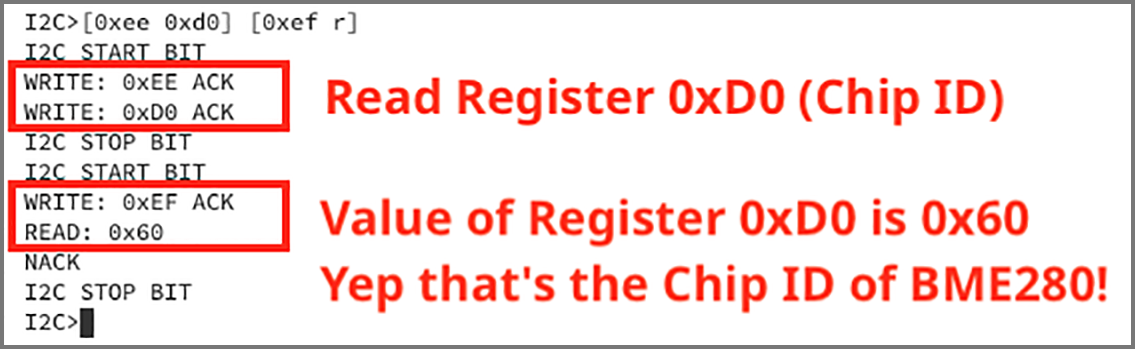 I2C>[0xee 0xd0] [0xef r]
I2C START BIT
WRITE: 0xEE ACK
WRITE: 0xD0 ACK
Read Register 0xD0 (Chip ID)
I2C STOP BIT
I2C START BIT
WRITE: 0xEF ACK
READ: 0x60
Value of Register 0xD0 is 0x60
NACK
I2C STOP BIT
Yep that's the Chip ID of BME280!
I2C>